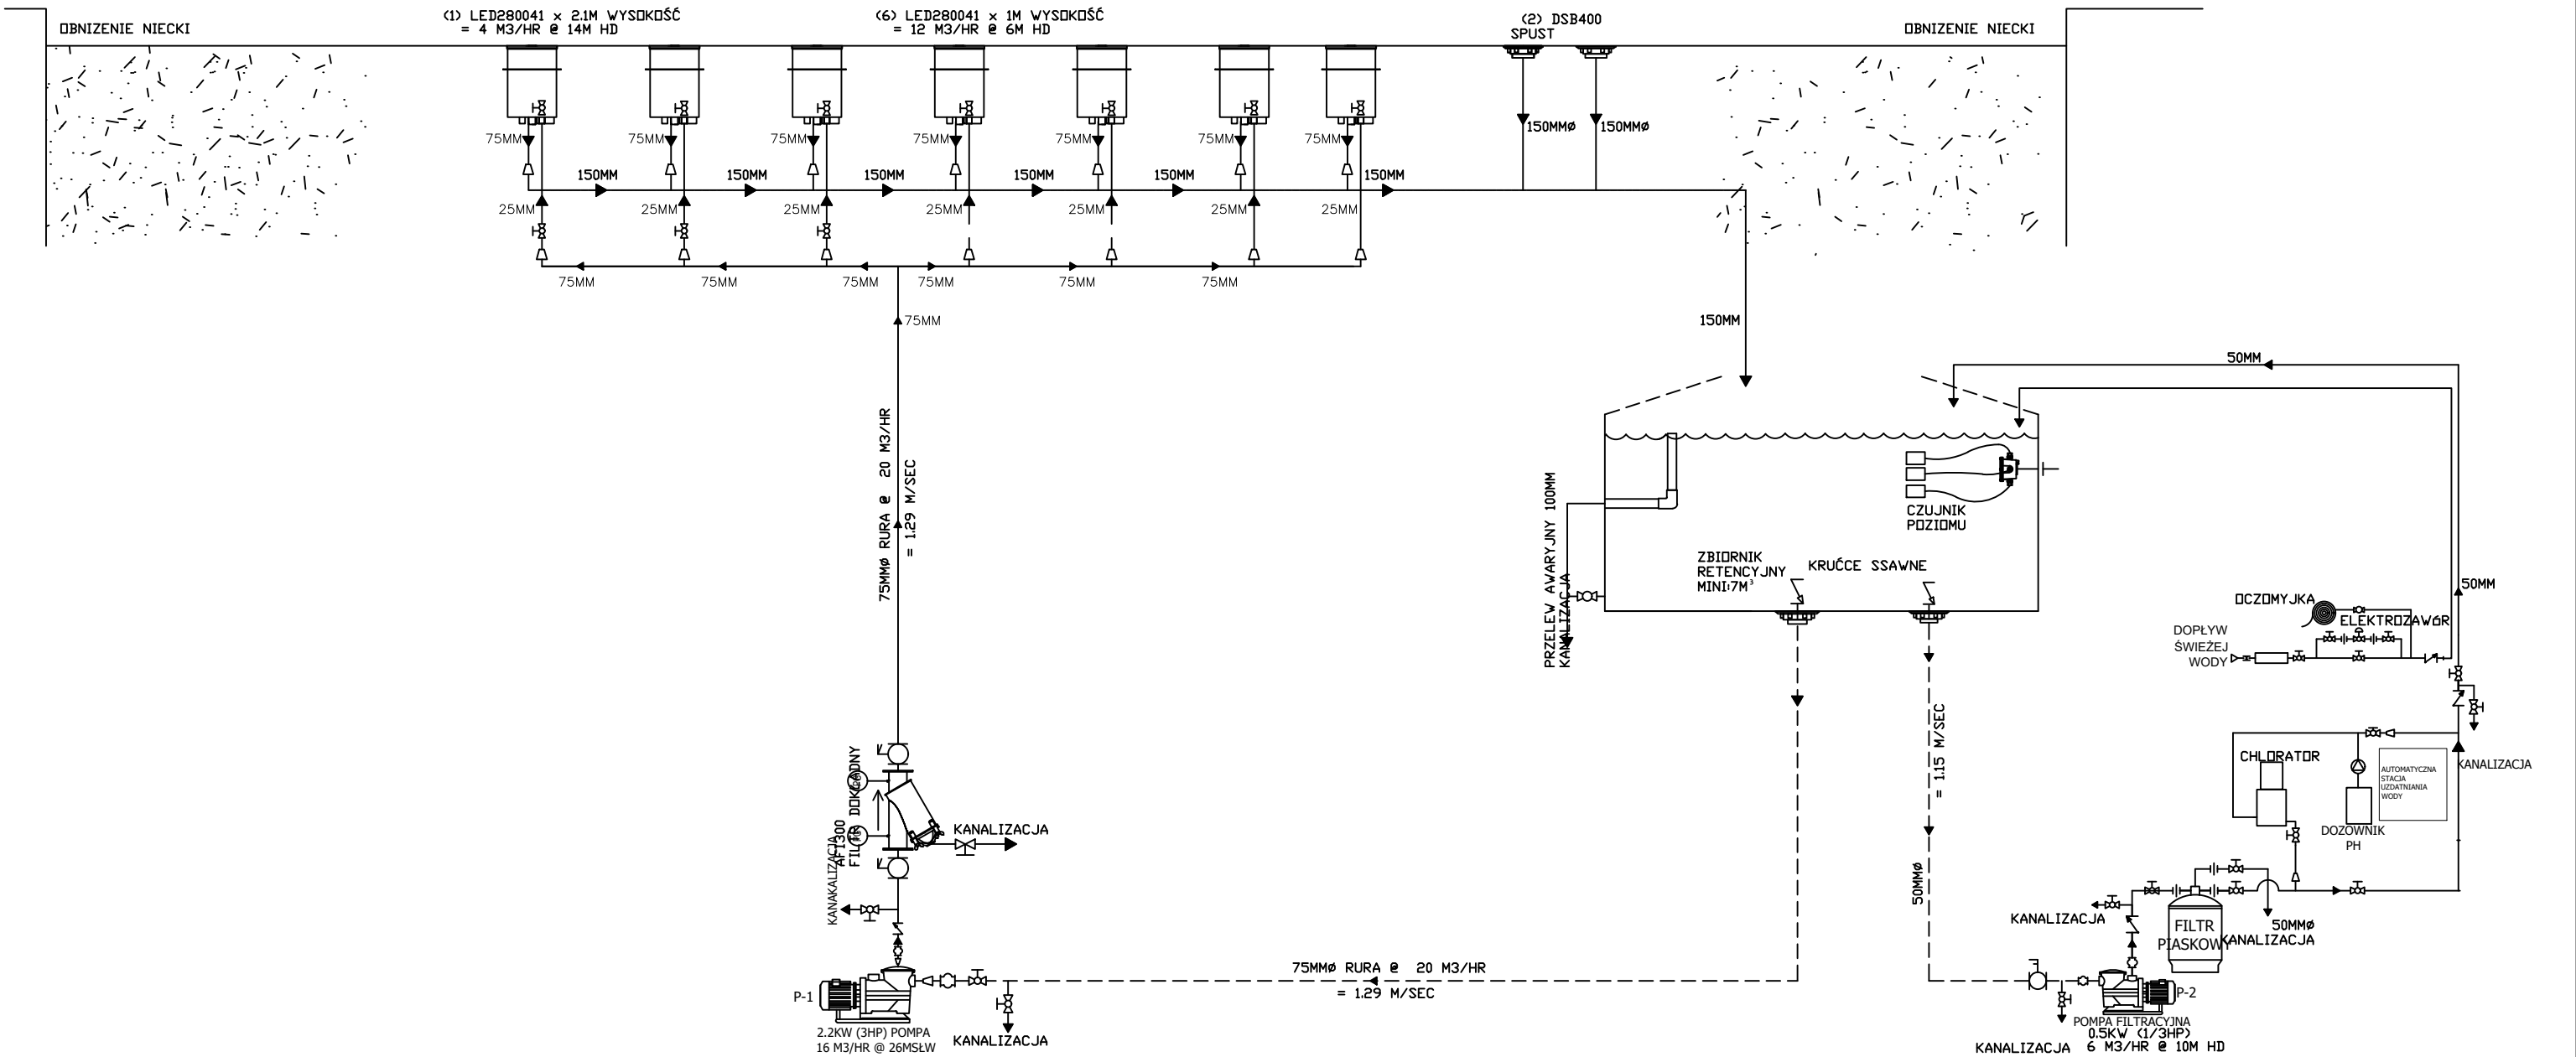 OBNIZENIE NIECKI
(1) LED280041 x 2.1M WYSOKOŚĆ
= 4 M3/HR @ 14M HD
(6) LED280041 x 1M WYSOKOŚĆ
= 12 M3/HR @ 6M HD
(2) DSB400
SPUST
OBNIZENIE NIECKI
75MM
75MM
75MM
75MM
75MM
75MM
75MM
150MMØ
150MMØ
150MM
150MM
150MM
150MM
150MM
150MM
25MM
25MM
25MM
25MM
25MM
25MM
25MM
75MM
75MM
75MM
75MM
75MM
75MM
75MM
150MM
50MM
75MMØ RURA @ 20 M3/HR
= 1.29 M/SEC
PRZELEW AWARYJNY 100MM
KANALIZACJA
CZUJNIK
POZIOMU
ZBIORNIK
RETENCYJNY
MINI:7M³
KRUĆCE SSAWNE
50MM
OCZOMYJKA
ELEKTROZAWóR
DOPŁYW
ŚWIEŻEJ
WODY
= 1.15 M/SEC
50MMØ
CHLORATOR
AUTOMATYCZNA
STACJA
UZDATNIANIA
WODY
KANALIZACJA
DOZOWNIK
PH
AFI300
FILTR DOKŁADNY
KANALIZACJA
KANAKALIZACJA
KANALIZACJA
FILTR
PIASKOWY
50MMØ
KANALIZACJA
75MMØ RURA @ 20 M3/HR
= 1.29 M/SEC
P-1
2.2KW (3HP) POMPA
16 M3/HR @ 26MSŁW
KANALIZACJA
P-2
POMPA FILTRACYJNA
0.5KW (1/3HP)
6 M3/HR @ 10M HD
KANALIZACJA